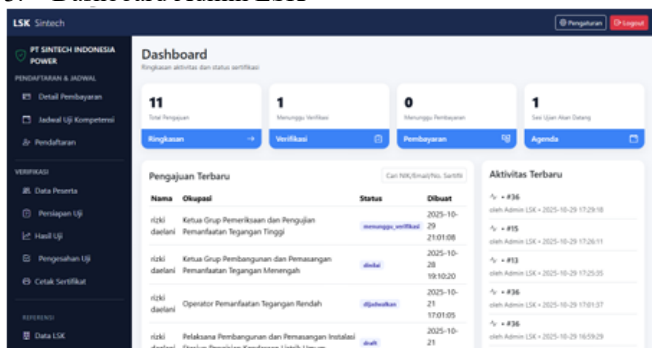 LSK Sintech
Pengaturan
Logout
PT SINTECH INDONESIA
POWER
PENDAFTARAN & JADWAL
Detail Pembayaran
Jadwal Uji Kompetensi
Pendaftaran
VERIFIKASI
Data Peserta
Persiapan Uji
Hasil Uji
Pengesahan Uji
Cetak Sertifikat
REFERENSI
Data LSK
Dashboard
Ringkasan aktivitas dan status sertifikasi
11
Total Pengajuan
Ringkasan →
1
Menunggu Verifikasi
Verifikasi
0
Menunggu Pembayaran
Pembayaran
1
Sesi Ujian Akan Datang
Agenda
Pengajuan Terbaru
Cari NIK/Email/No. Sertifi
Nama Okupasi Status Dibuat
rizki daelani Ketua Grup Pemeriksaan dan Pengujian Pemanfaatan Tegangan Tinggi menunggu_verifikasi 2025-10-29 21:01:08
rizki daelani Ketua Grup Pembangunan dan Pemasangan Pemanfaatan Tegangan Menengah dinilai 2025-10-28 19:10:20
rizki daelani Operator Pemanfaatan Tegangan Rendah dijadwalkan 2025-10-21 17:01:05
rizki Pelaksana Pembangunan dan Pemasangan Instalasi draft 2025-10-21
Aktivitas Terbaru
• #36
oleh Admin LSK • 2025-10-29 17:29:18
• #15
oleh Admin LSK • 2025-10-29 17:26:11
• #13
oleh Admin LSK • 2025-10-29 17:25:35
• #36
oleh Admin LSK • 2025-10-29 17:01:37
• #36
oleh Admin LSK • 2025-10-29 16:59:29